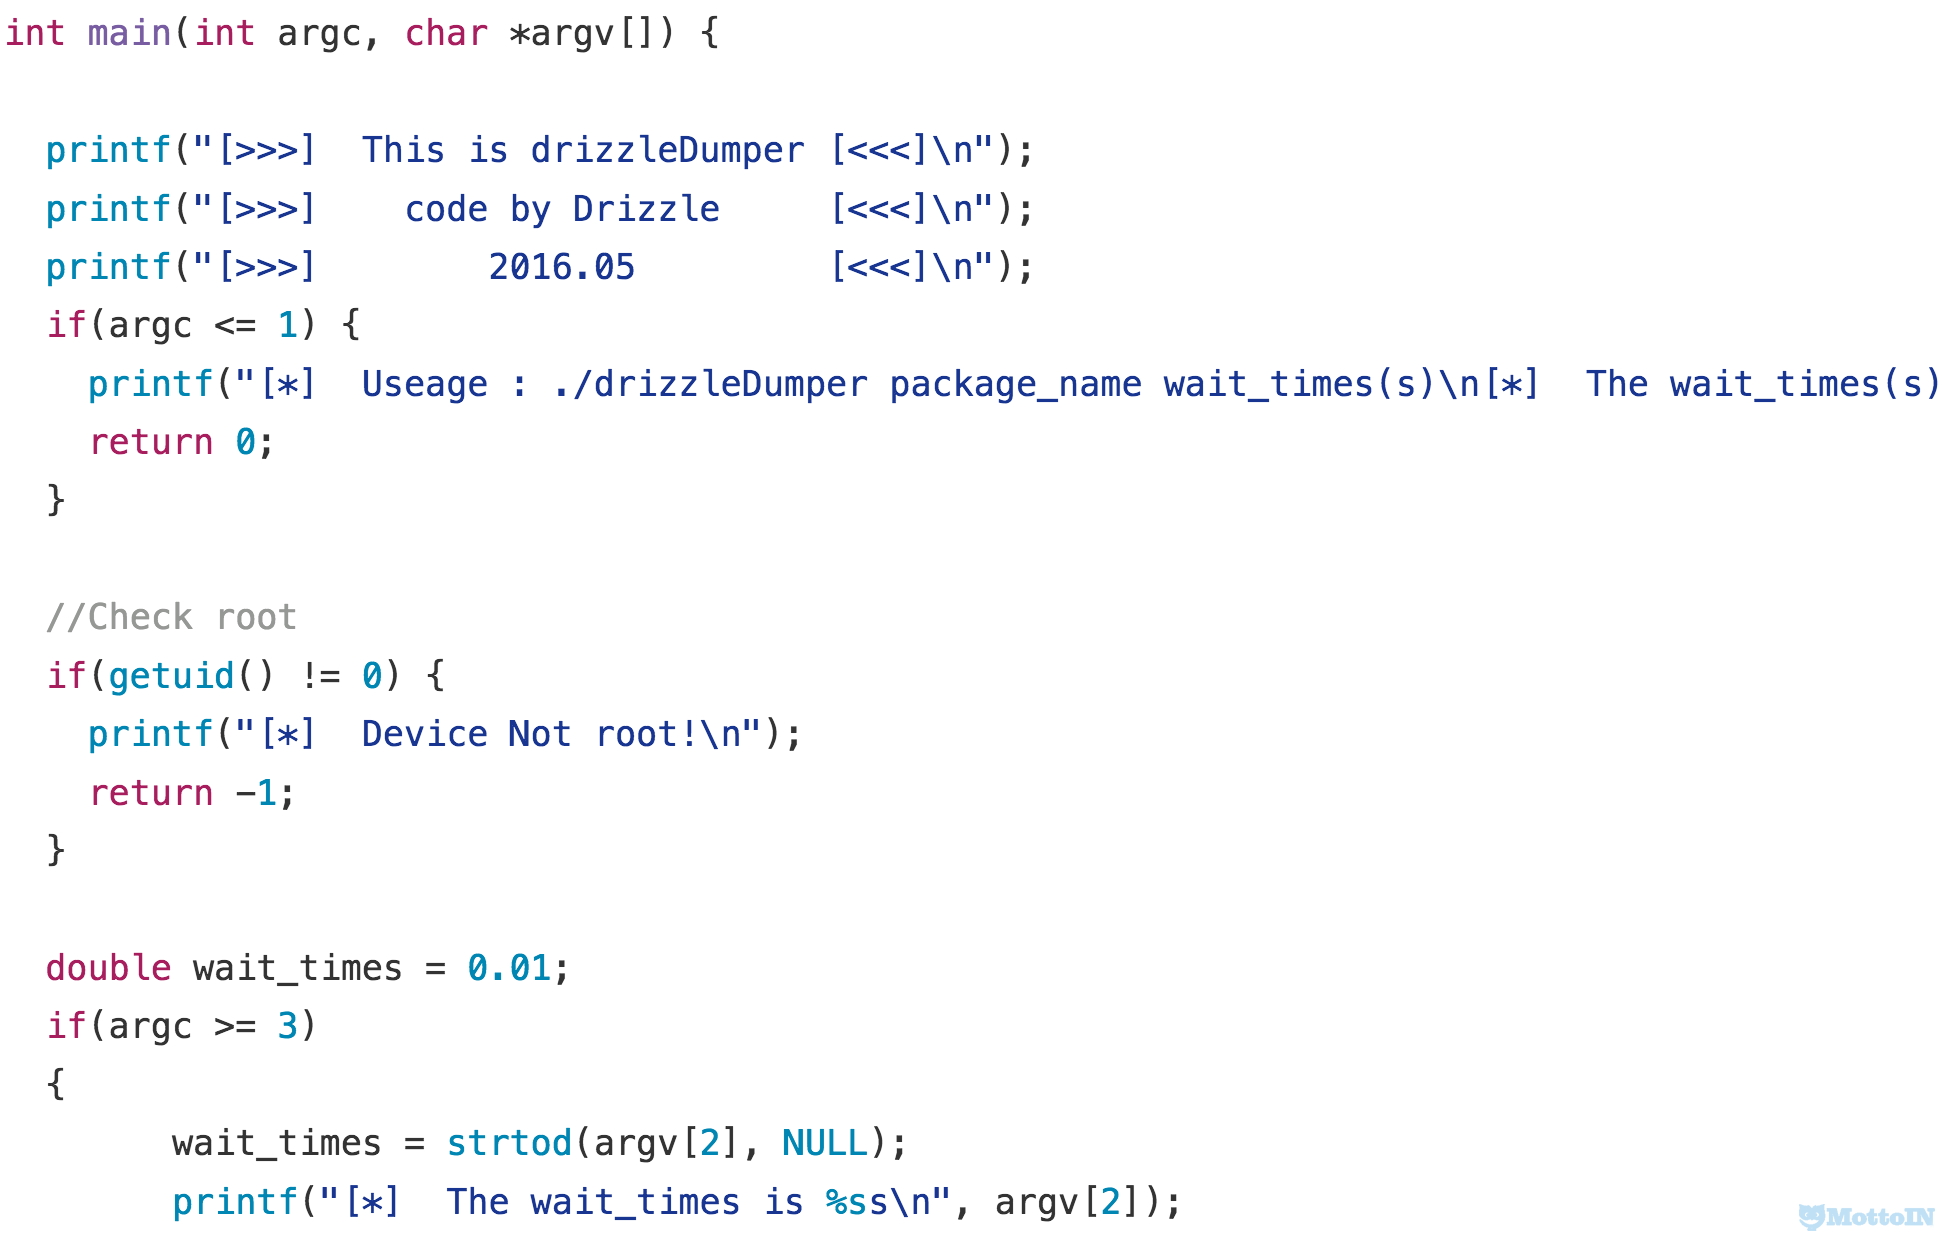 int main(int argc, char *argv[]) {
  printf("[>>>]  This is drizzleDumper [<<<]\n");
  printf("[>>>]    code by Drizzle     [<<<]\n");
  printf("[>>>]        2016.05         [<<<]\n");
  if(argc <= 1) {
    printf("[*]  Useage : ./drizzleDumper package_name wait_times(s)\n[*]  The wait_times(s)
    return 0;
  }
  //Check root
  if(getuid() != 0) {
    printf("[*]  Device Not root!\n");
    return -1;
  }
  double wait_times = 0.01;
  if(argc >= 3)
  {
        wait_times = strtod(argv[2], NULL);
        printf("[*]  The wait_times is %ss\n", argv[2]);
MottoIN